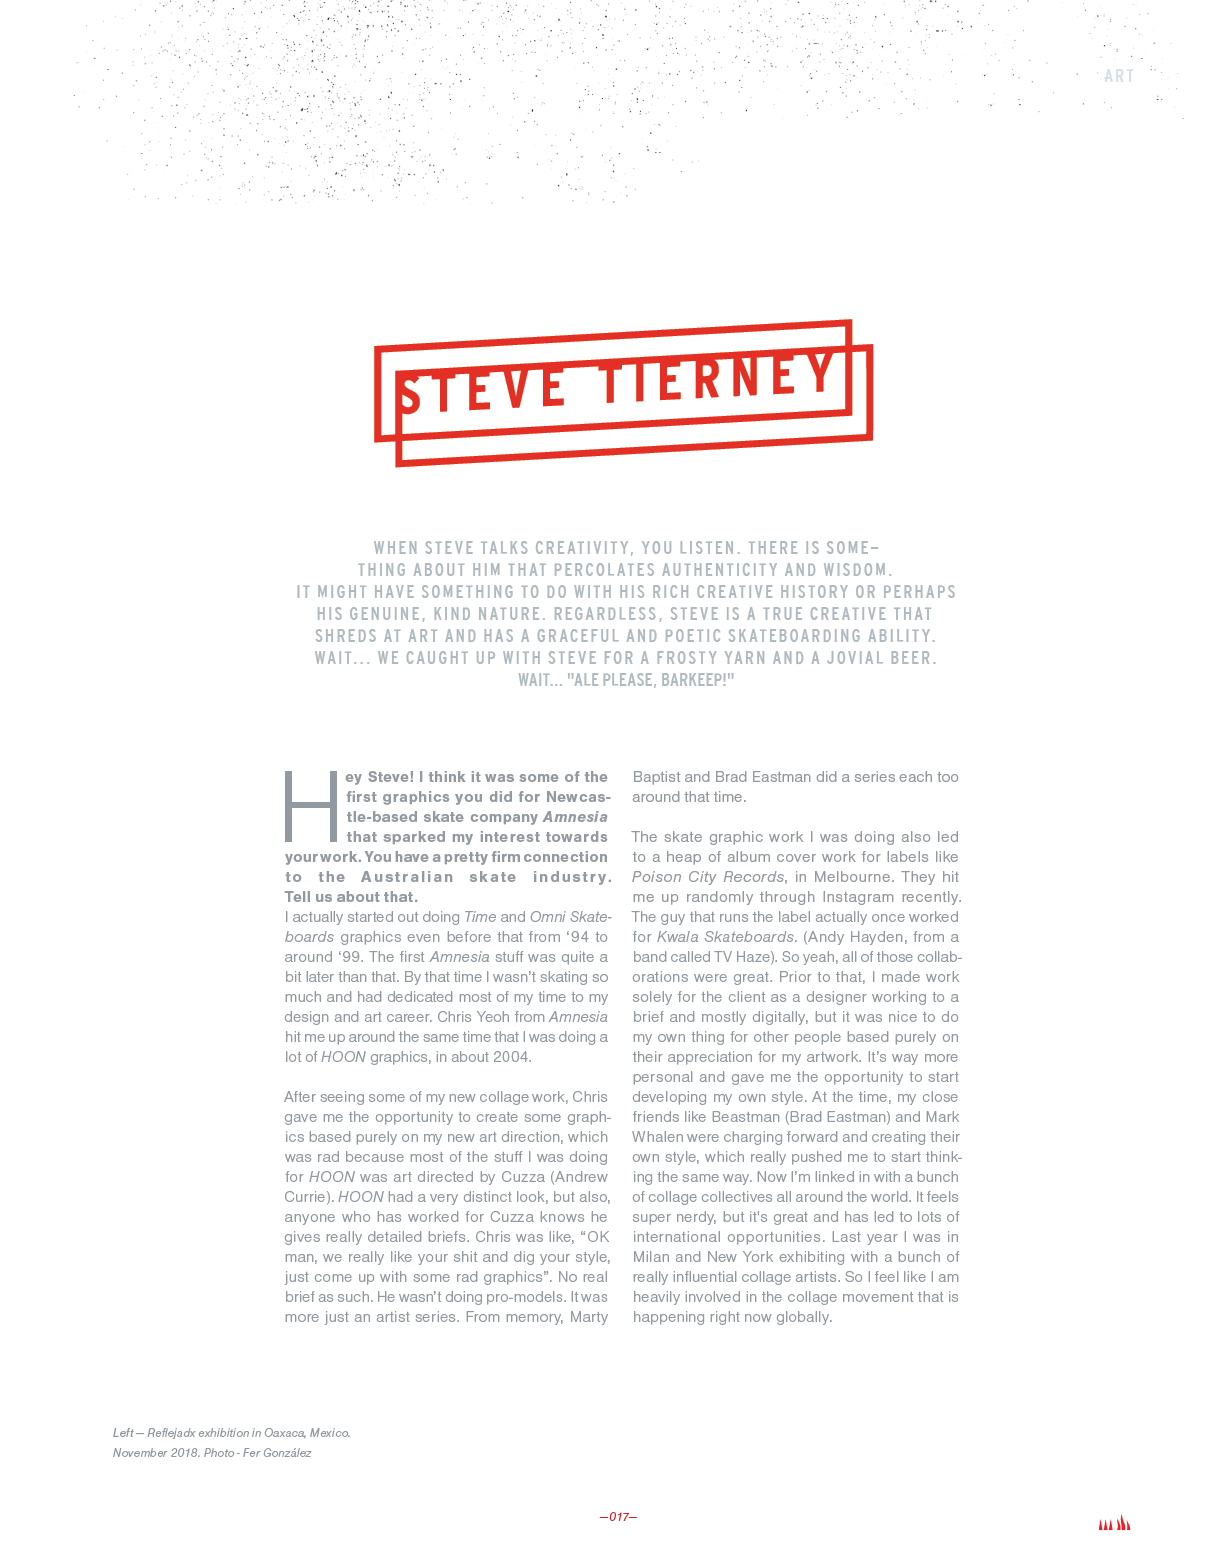 ART
STEVE TIERNEY
WHEN STEVE TALKS CREATIVITY, YOU LISTEN. THERE IS SOME–
THING ABOUT HIM THAT PERCOLATES AUTHENTICITY AND WISDOM.
IT MIGHT HAVE SOMETHING TO DO WITH HIS RICH CREATIVE HISTORY OR PERHAPS
HIS GENUINE, KIND NATURE. REGARDLESS, STEVE IS A TRUE CREATIVE THAT
SHREDS AT ART AND HAS A GRACEFUL AND POETIC SKATEBOARDING ABILITY.
WAIT... WE CAUGHT UP WITH STEVE FOR A FROSTY YARN AND A JOVIAL BEER.
WAIT... "ALE PLEASE, BARKEEP!"
Hey Steve! I think it was some of the
first graphics you did for Newcas-
tle-based skate company Amnesia
that sparked my interest towards
your work. You have a pretty firm connection
to the Australian skate industry.
Tell us about that.
I actually started out doing Time and Omni Skate-
boards graphics even before that from ‘94 to
around ‘99. The first Amnesia stuff was quite a
bit later than that. By that time I wasn’t skating so
much and had dedicated most of my time to my
design and art career. Chris Yeoh from Amnesia
hit me up around the same time that I was doing a
lot of HOON graphics, in about 2004.
After seeing some of my new collage work, Chris
gave me the opportunity to create some graph-
ics based purely on my new art direction, which
was rad because most of the stuff I was doing
for HOON was art directed by Cuzza (Andrew
Currie). HOON had a very distinct look, but also,
anyone who has worked for Cuzza knows he
gives really detailed briefs. Chris was like, “OK
man, we really like your shit and dig your style,
just come up with some rad graphics”. No real
brief as such. He wasn’t doing pro-models. It was
more just an artist series. From memory, Marty
Baptist and Brad Eastman did a series each too
around that time.
The skate graphic work I was doing also led
to a heap of album cover work for labels like
Poison City Records, in Melbourne. They hit
me up randomly through Instagram recently.
The guy that runs the label actually once worked
for Kwala Skateboards. (Andy Hayden, from a
band called TV Haze). So yeah, all of those collab-
orations were great. Prior to that, I made work
solely for the client as a designer working to a
brief and mostly digitally, but it was nice to do
my own thing for other people based purely on
their appreciation for my artwork. It’s way more
personal and gave me the opportunity to start
developing my own style. At the time, my close
friends like Beastman (Brad Eastman) and Mark
Whalen were charging forward and creating their
own style, which really pushed me to start think-
ing the same way. Now I’m linked in with a bunch
of collage collectives all around the world. It feels
super nerdy, but it's great and has led to lots of
international opportunities. Last year I was in
Milan and New York exhibiting with a bunch of
really influential collage artists. So I feel like I am
heavily involved in the collage movement that is
happening right now globally.
Left — Reflejadx exhibition in Oaxaca, Mexico.
November 2018. Photo - Fer González
—017—